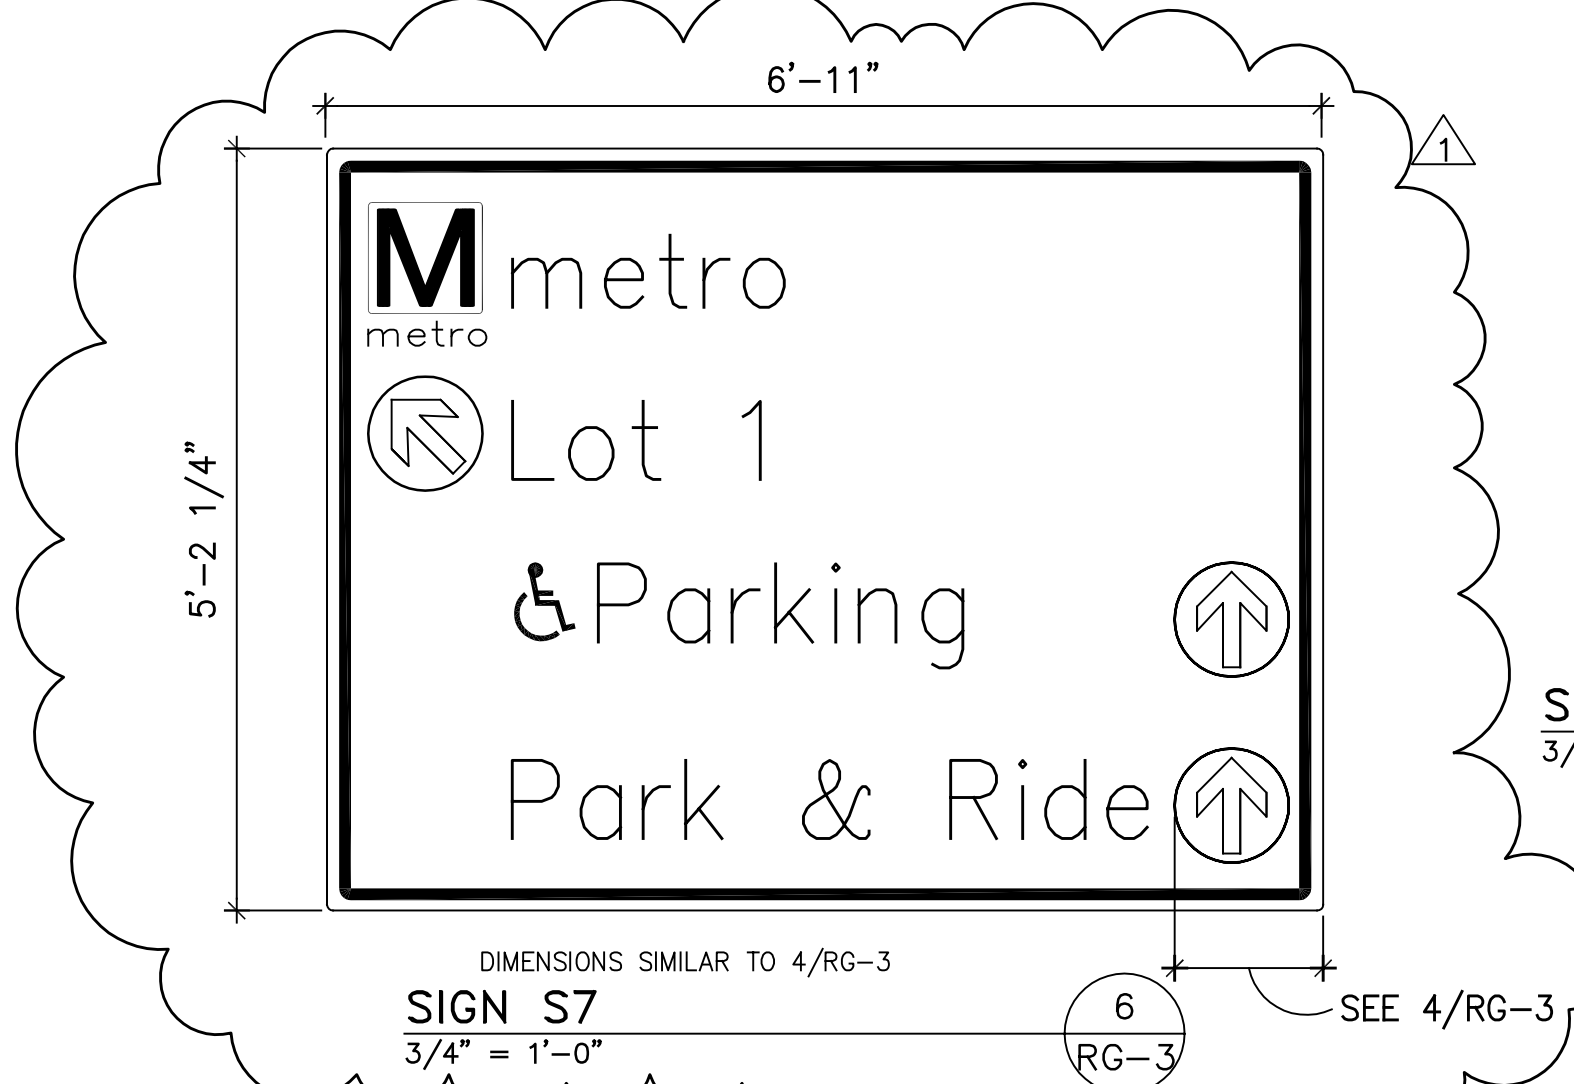 6'-11"
1
5'-2 1/4"
M metro
metro
Lot 1
Parking
Park & Ride
DIMENSIONS SIMILAR TO 4/RG-3
SIGN S7
3/4" = 1'-0"
6
RG-3
SEE 4/RG-3
S
3/